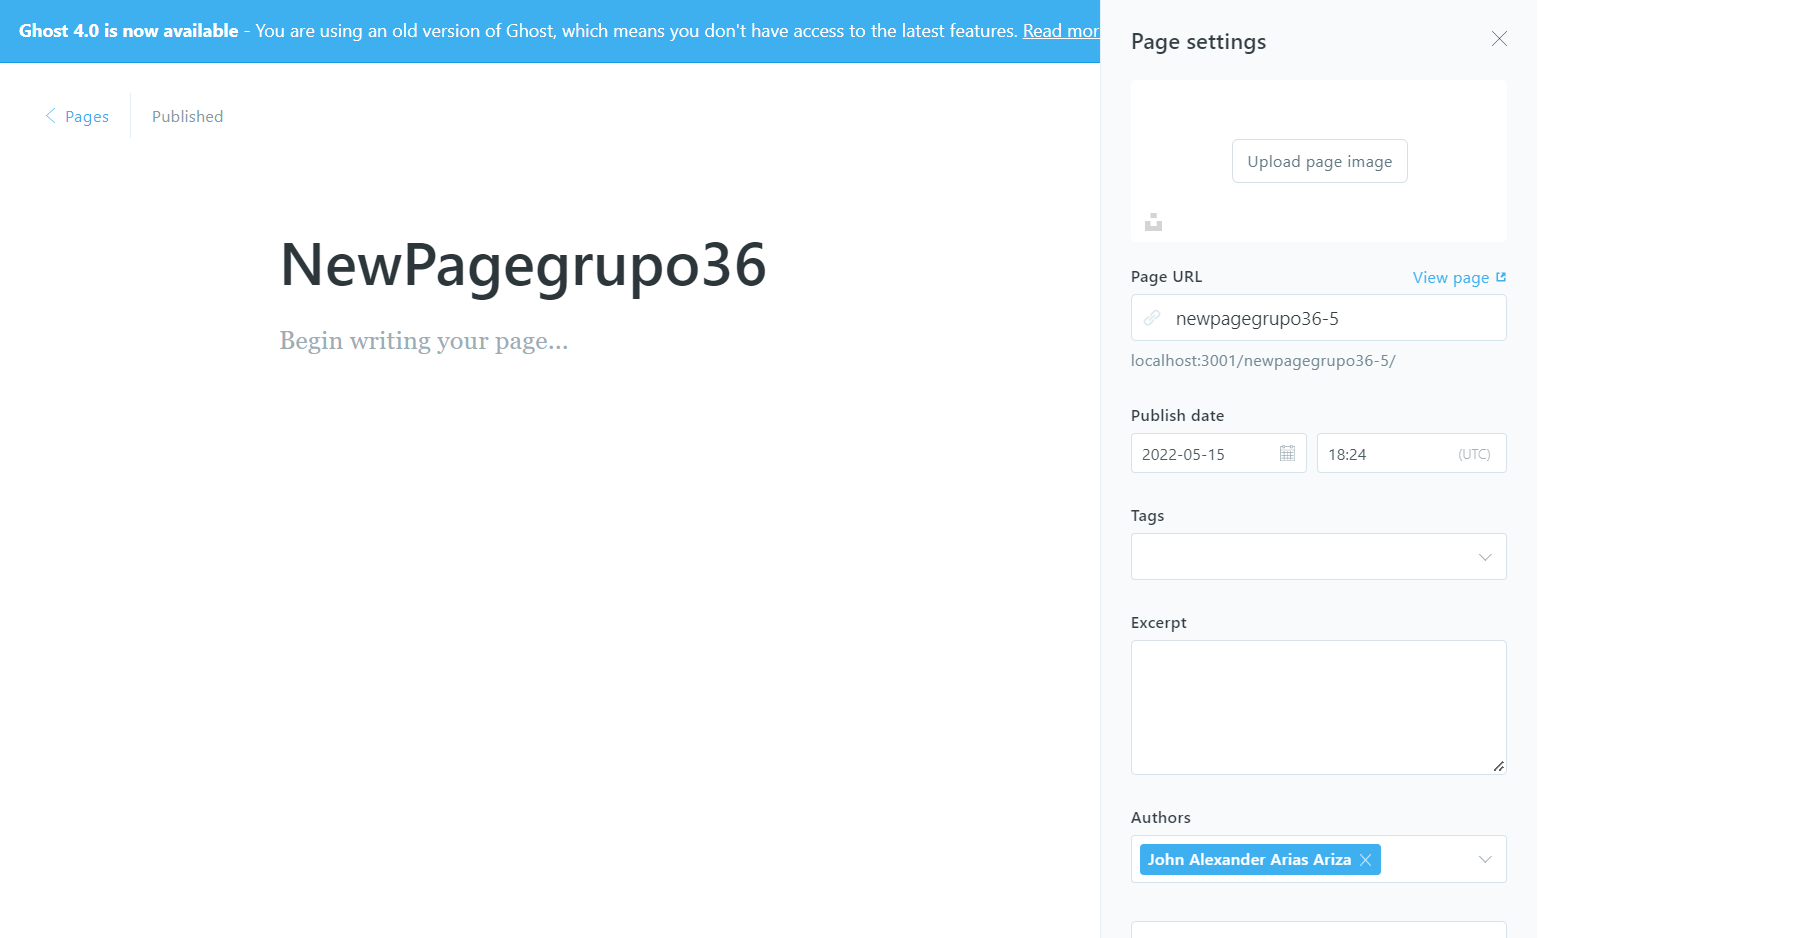 Ghost 4.0 is now available - You are using an old version of Ghost, which means you don't have access to the latest features. Read mor
Pages
Published
NewPagegrupo36
Begin writing your page...
Page settings
Upload page image
Page URL
View page
newpagegrupo36-5
localhost:3001/newpagegrupo36-5/
Publish date
2022-05-15
18:24
(UTC)
Tags
Excerpt
Authors
John Alexander Arias Ariza